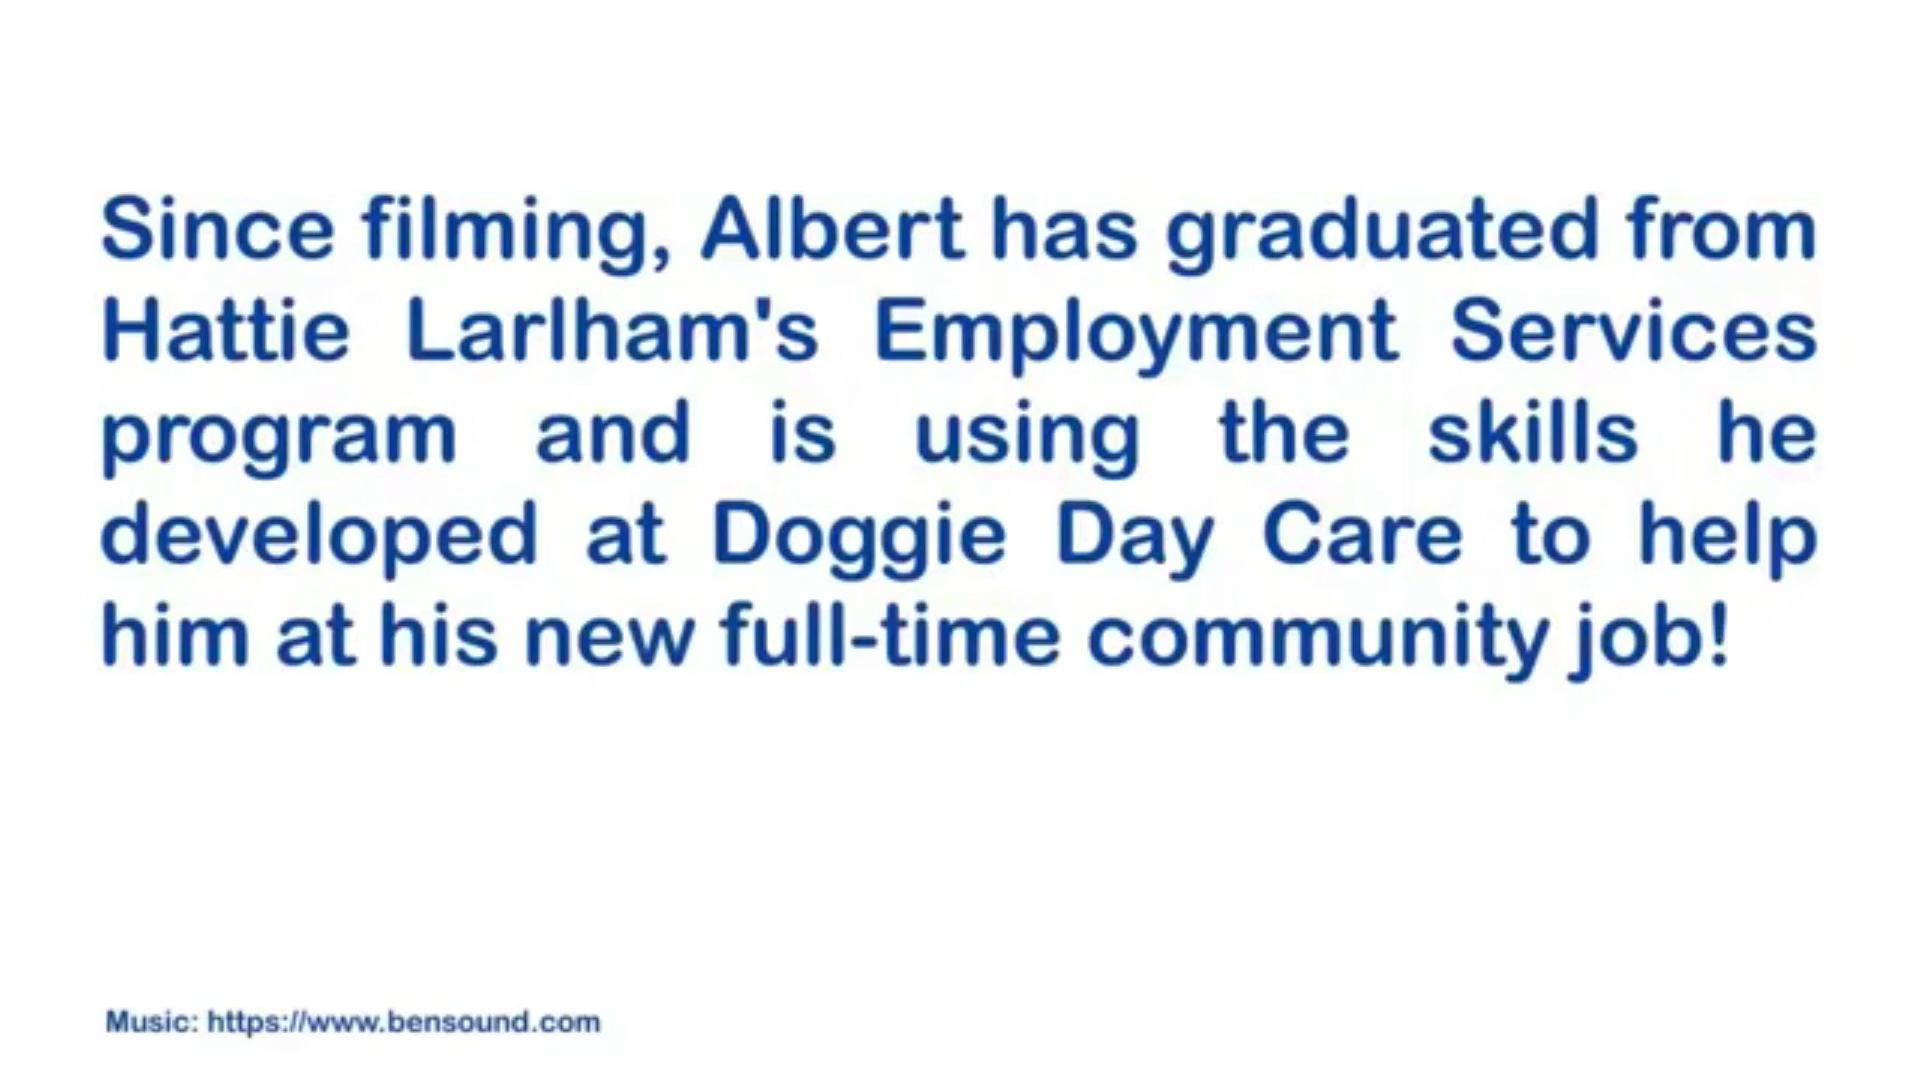 Since filming, Albert has graduated from
Hattie Larlham's Employment Services
program and is using the skills he
developed at Doggie Day Care to help
him at his new full-time community job!
Music: https://www.bensound.com